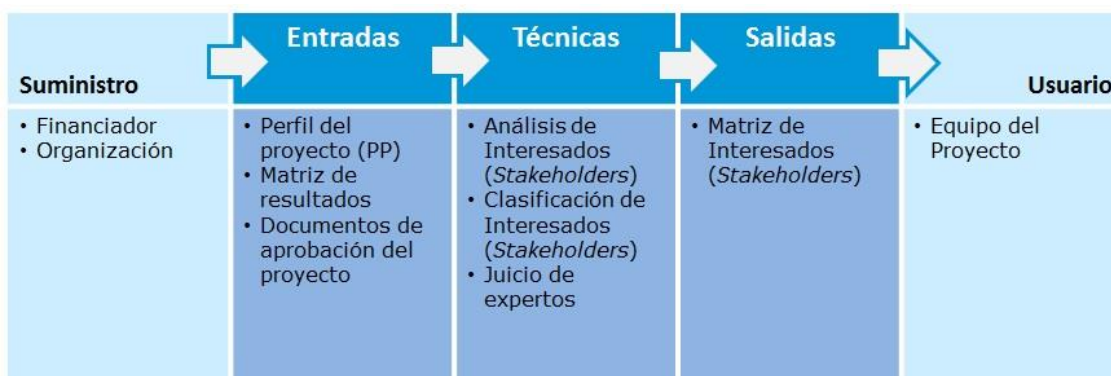 Suministro
Entradas
Técnicas
Salidas
Usuario
• Financiador
• Organización
• Perfil del
proyecto (PP)
• Matriz de
resultados
• Documentos de
aprobación del
proyecto
• Análisis de
Interesados
(Stakeholders)
• Clasificación de
Interesados
(Stakeholders)
• Juicio de
expertos
• Matriz de
Interesados
(Stakeholders)
• Equipo del
Proyecto